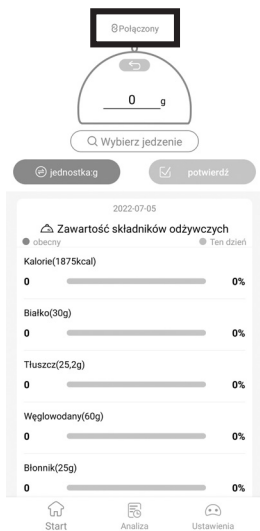 Połączony
0 g
Wybierz jedzenie
jednostka:g potwierdź
2022-07-05
Zawartość składników odżywczych
obecny Ten dzień
Kalorie(1875kcal)
0 0%
Białko(30g)
0 0%
Tłuszcz(25,2g)
0 0%
Węglowodany(60g)
0 0%
Błonnik(25g)
0 0%
Start Analiza Ustawienia